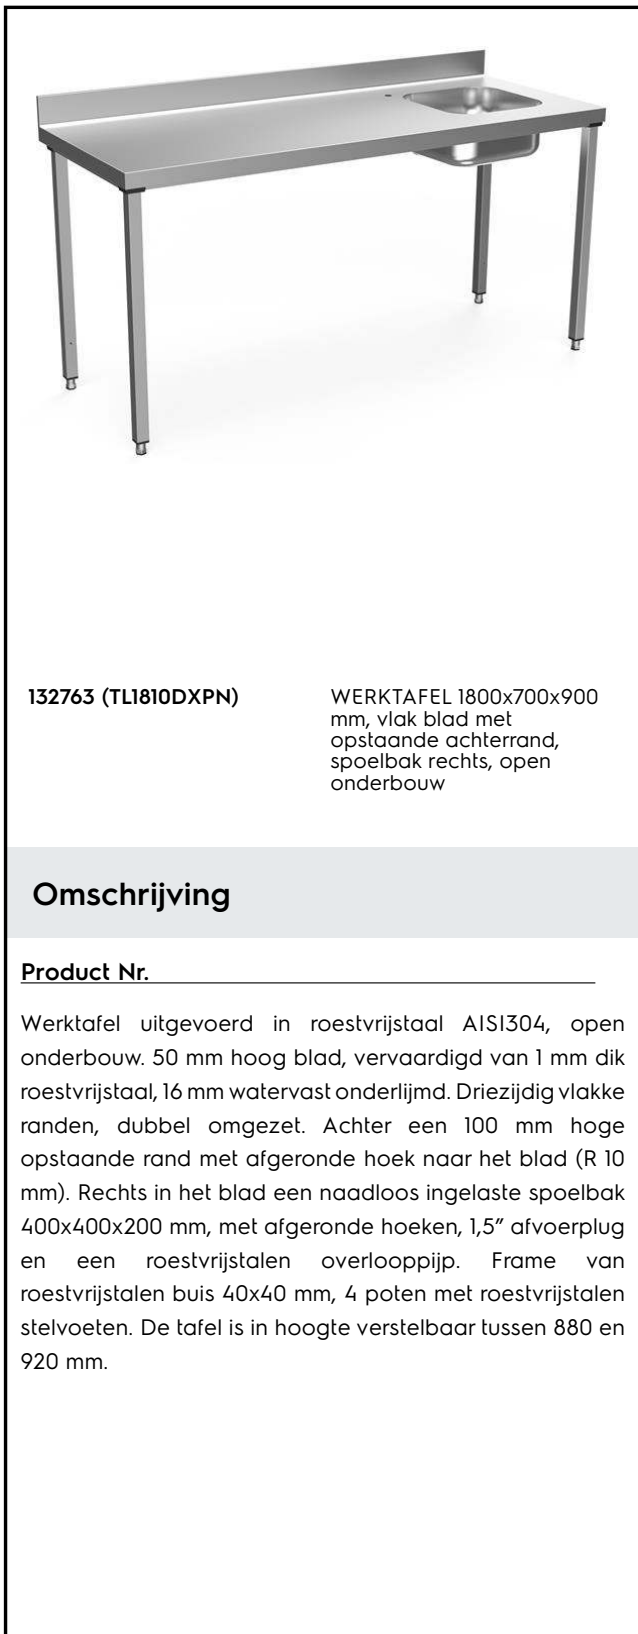 132763 (TL1810DXPN)
WERKTAFEL 1800x700x900
mm, vlak blad met
opstaande achterrand,
spoelbak rechts, open
onderbouw
Omschrijving
Product Nr.
Werktafel uitgevoerd in roestvrijstaal AISI304, open
onderbouw. 50 mm hoog blad, vervaardigd van 1 mm dik
roestvrijstaal, 16 mm watervast onderlijmd. Driezijdig vlakke
randen, dubbel omgezet. Achter een 100 mm hoge
opstaande rand met afgeronde hoek naar het blad (R 10
mm). Rechts in het blad een naadloos ingelaste spoelbak
400x400x200 mm, met afgeronde hoeken, 1,5” afvoerplug
en een roestvrijstalen overlooppijp. Frame van
roestvrijstalen buis 40x40 mm, 4 poten met roestvrijstalen
stelvoeten. De tafel is in hoogte verstelbaar tussen 880 en
920 mm.